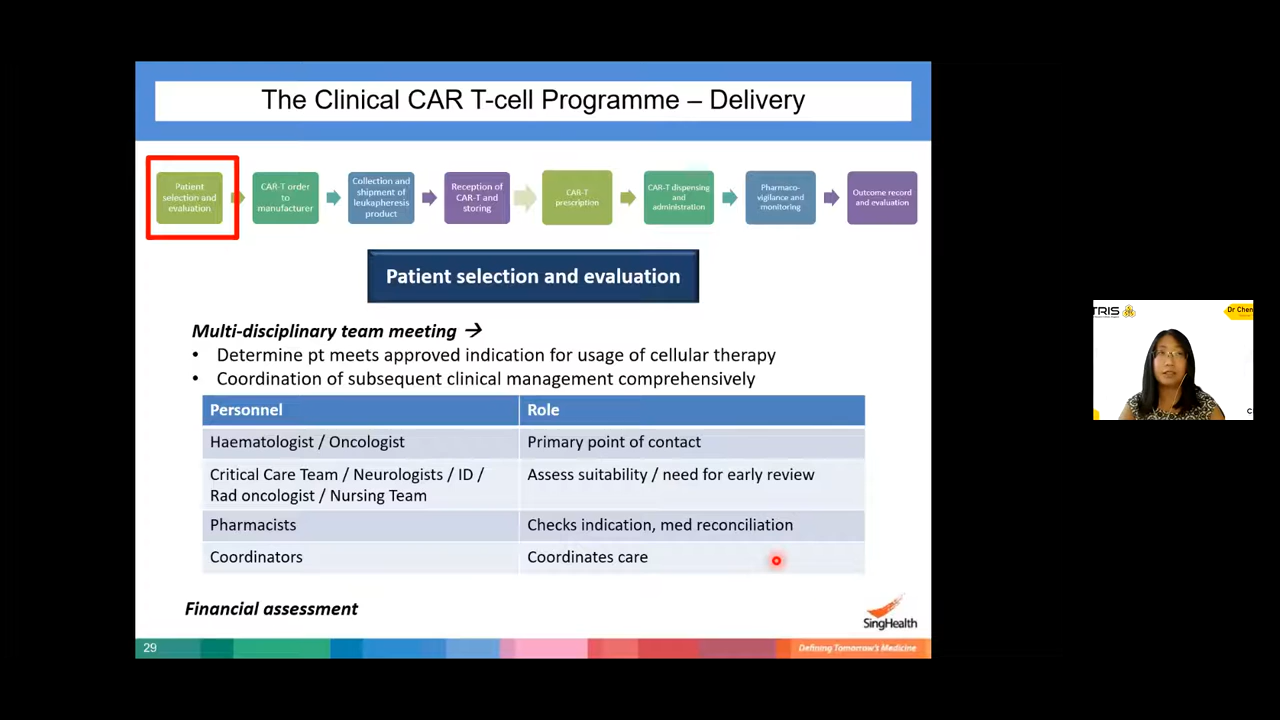 The Clinical CAR T-cell Programme – Delivery
Patient
selection and
evaluation
CAR-T order
to
manufacturer
Collection and
shipment of
leukapheresis
product
Reception of
CAR-T and
storing
CAR-T
prescription
CAR-T dispensing
and
administration
Pharmaco-
vigilance and
monitoring
Outcome record
and evaluation
Patient selection and evaluation
Multi-disciplinary team meeting →
• Determine pt meets approved indication for usage of cellular therapy
• Coordination of subsequent clinical management comprehensively
Personnel Role
Haematologist / Oncologist Primary point of contact
Critical Care Team / Neurologists / ID / Assess suitability / need for early review
Rad oncologist / Nursing Team
Pharmacists Checks indication, med reconciliation
Coordinators Coordinates care
Financial assessment
SingHealth
29
Defining Tomorrow's Medicine
TRIS
Dr Chen